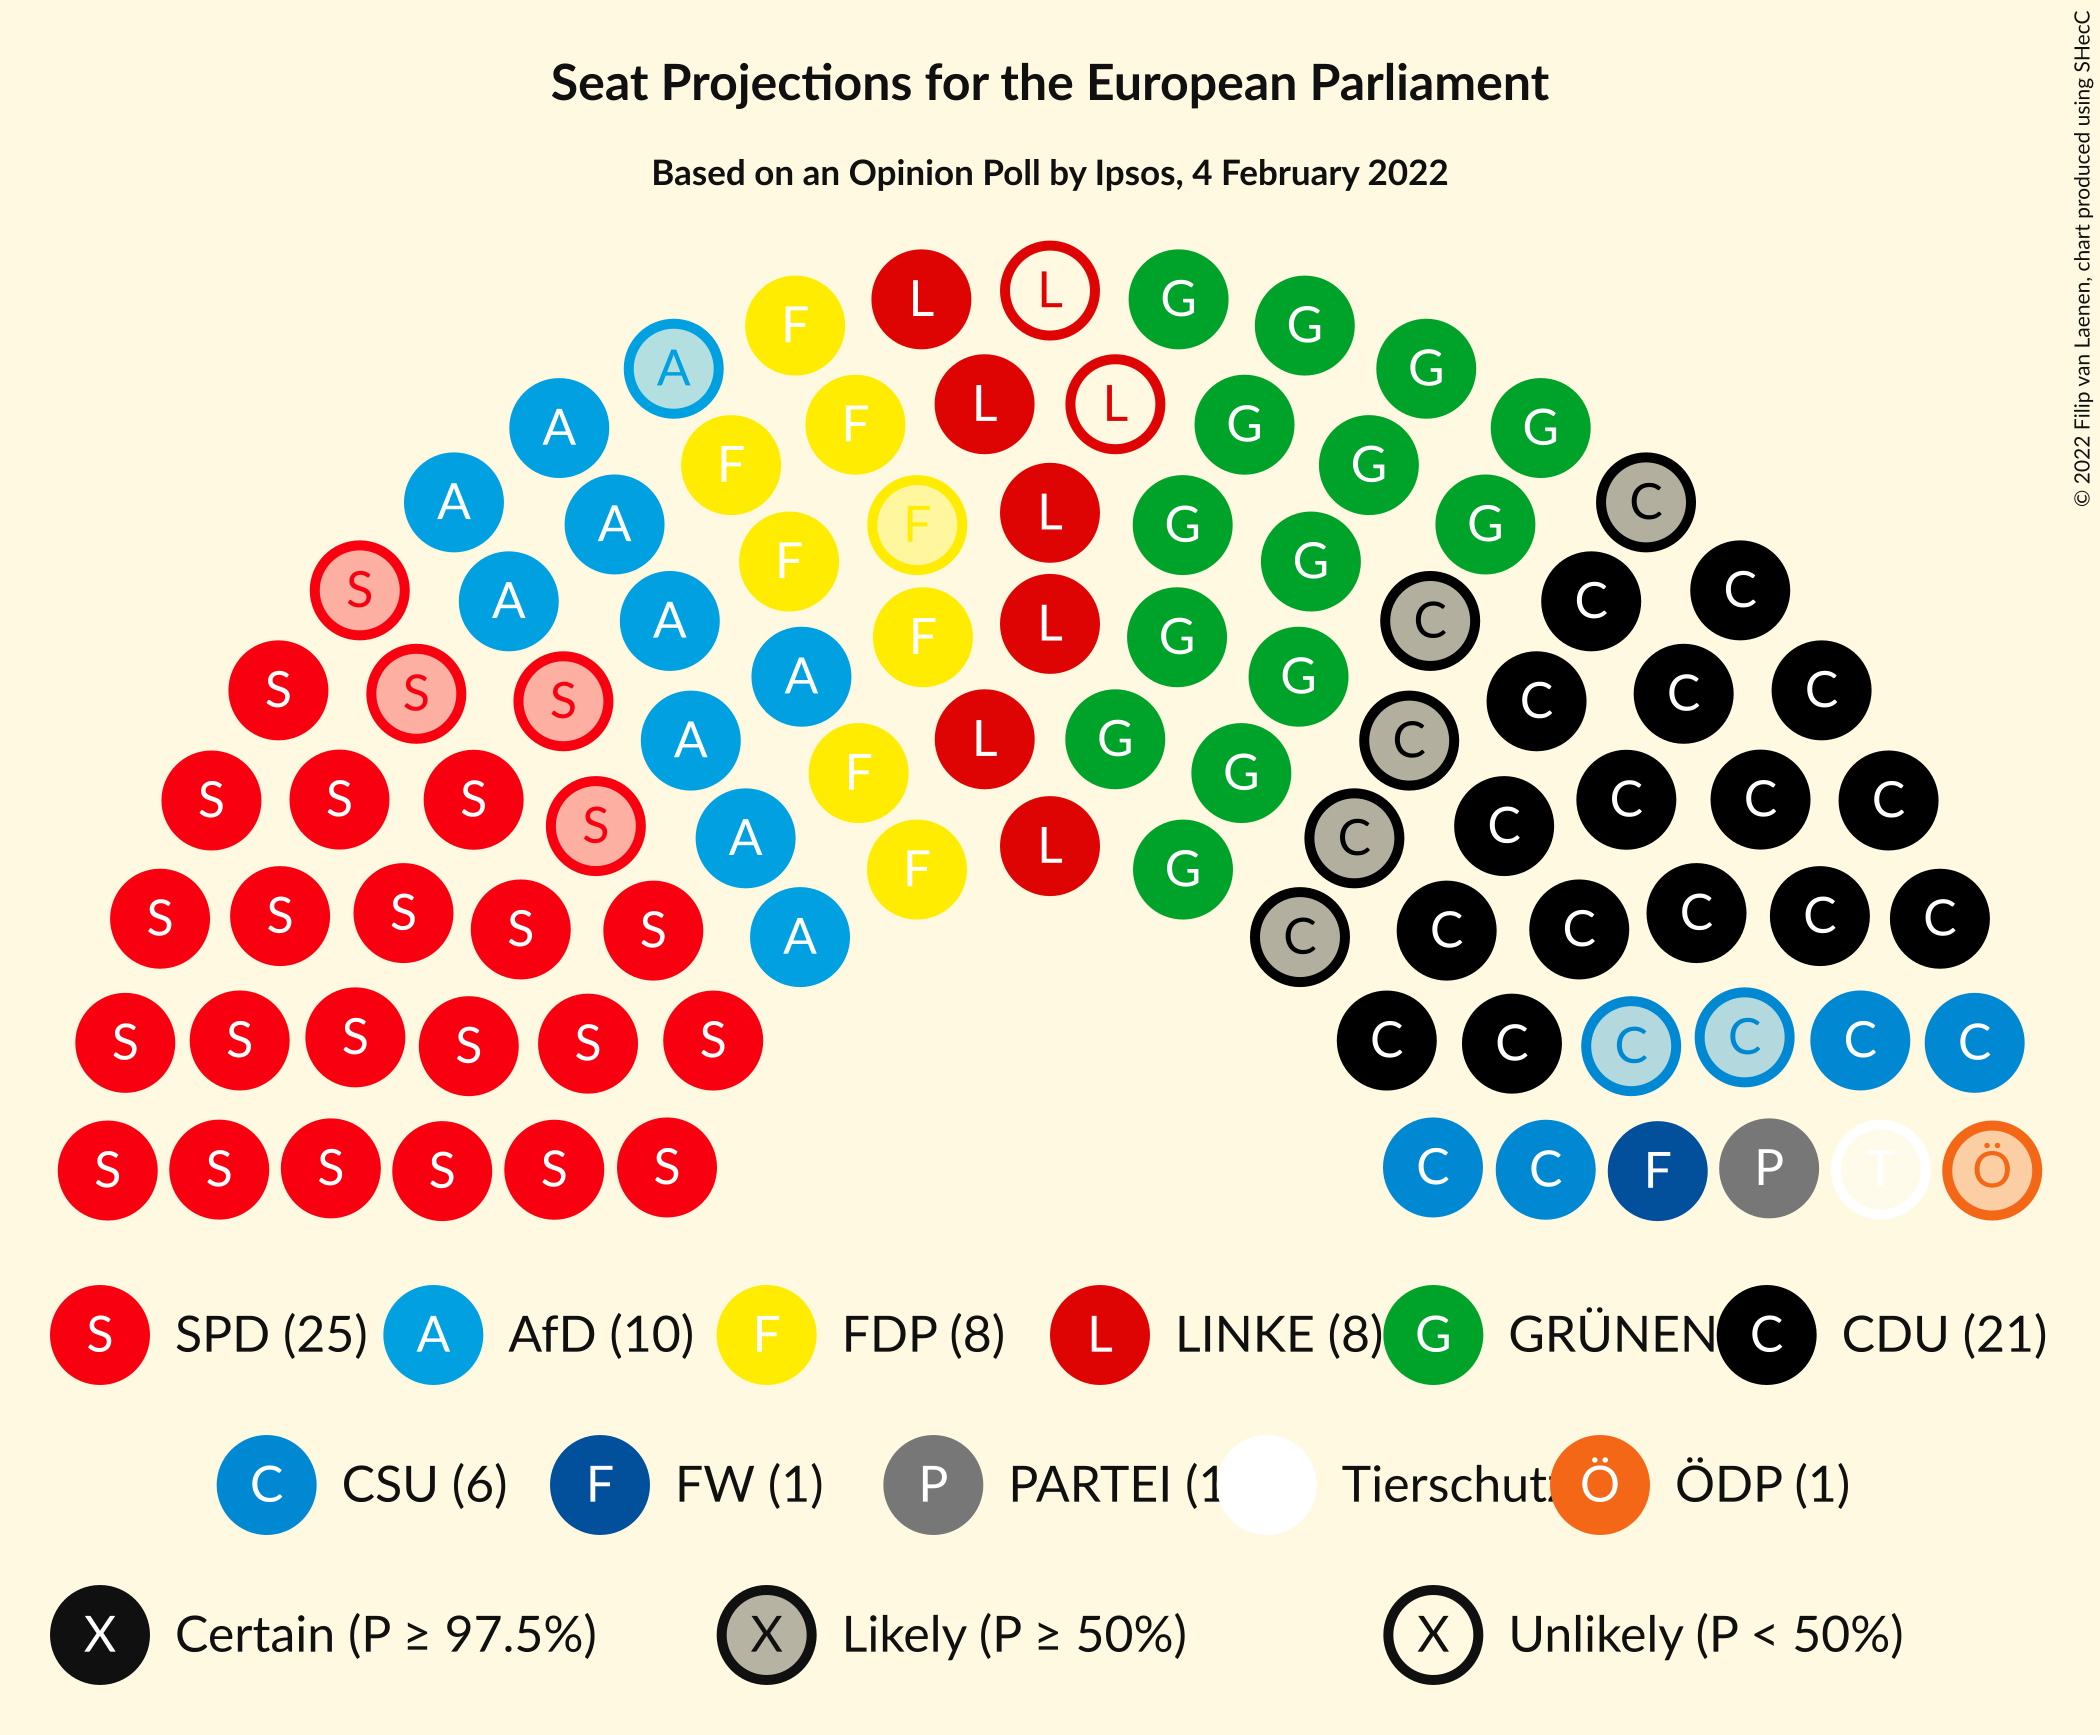 Seat Projections for the European Parliament
Based on an Opinion Poll by Ipsos, 4 February 2022
© 2022 Filip van Laenen, chart produced using SHecC
L L G
F L G G
A L L G
A F G G
F G G
A A F L G G C
A S A F G C C
A F L G C
S S S A A G C C C C
A L G C
S S S F G C C C
S A L C C
A F G C
S S S S S A C C C C C C
S S S S S S C C C C C C
S S S S S S C C F P T Ö
S SPD (25) A AfD (10) F FDP (8) L LINKE (8) G GRÜNEN C CDU (21)
C CSU (6) F FW (1) P PARTEI (1 Tierschutz Ö ÖDP (1)
X Certain (P ≥ 97.5%) X Likely (P ≥ 50%) X Unlikely (P < 50%)